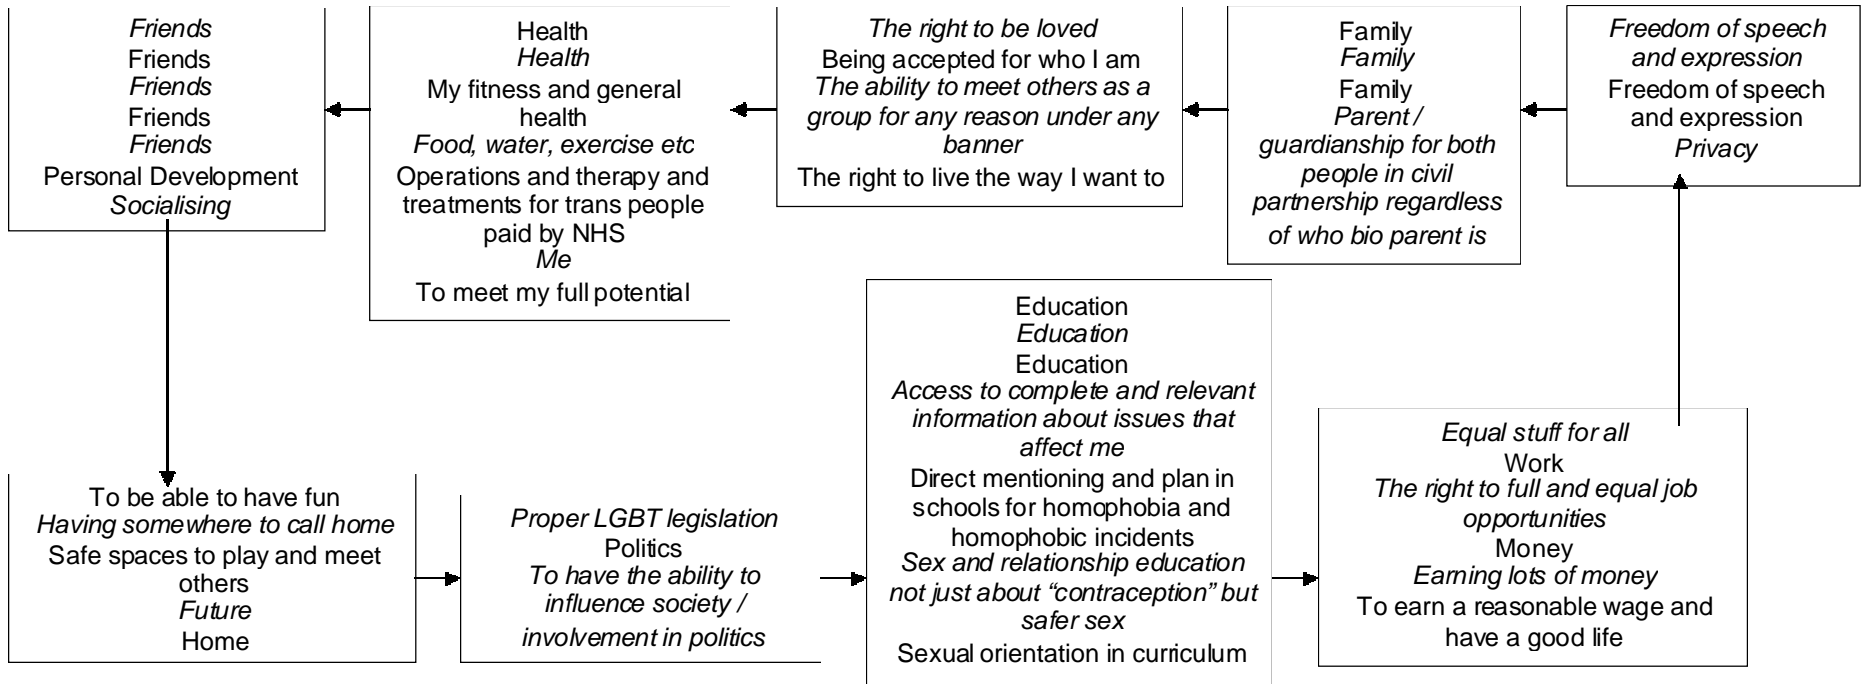 Friends
Friends
Friends
Friends
Friends
Personal Development
Socialising
Health
Health
My fitness and general
health
Food, water, exercise etc
Operations and therapy and
treatments for trans people
paid by NHS
Me
To meet my full potential
The right to be loved
Being accepted for who I am
The ability to meet others as a
group for any reason under any
banner
The right to live the way I want to
Family
Family
Family
Parent /
guardianship for both
people in civil
partnership regardless
of who bio parent is
Freedom of speech
and expression
Freedom of speech
and expression
Privacy
To be able to have fun
Having somewhere to call home
Safe spaces to play and meet
others
Future
Home
Proper LGBT legislation
Politics
To have the ability to
influence society /
involvement in politics
Education
Education
Education
Access to complete and relevant
information about issues that
affect me
Direct mentioning and plan in
schools for homophobia and
homophobic incidents
Sex and relationship education
not just about “contraception” but
safer sex
Sexual orientation in curriculum
Equal stuff for all
Work
The right to full and equal job
opportunities
Money
Earning lots of money
To earn a reasonable wage and
have a good life